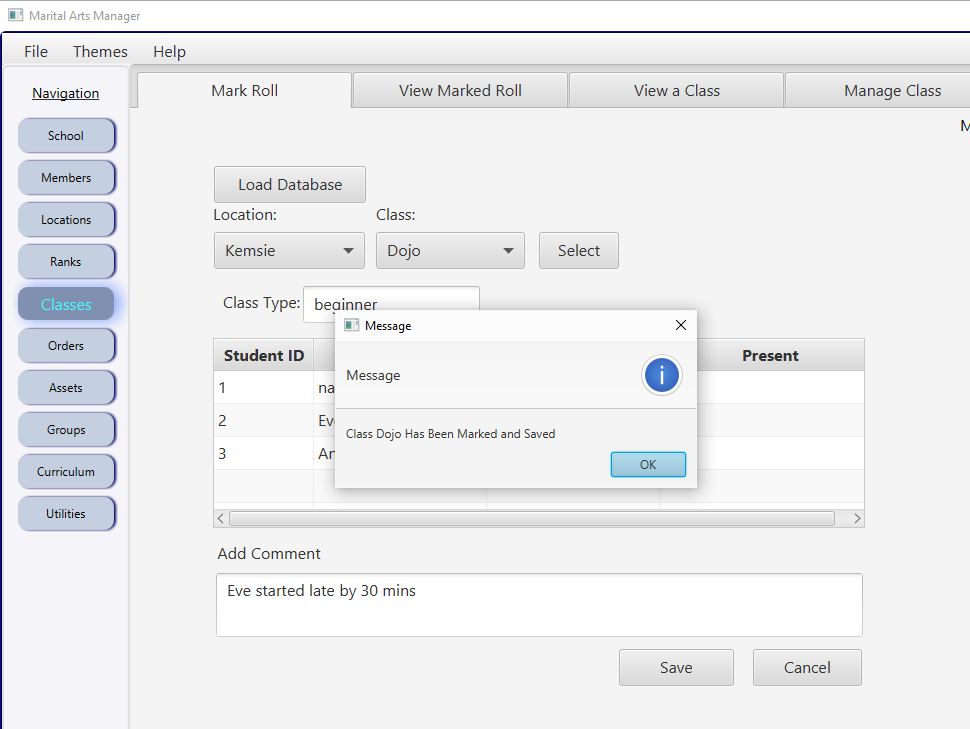 Marital Arts Manager
File Themes Help
Navigation
School
Members
Locations
Ranks
Classes
Orders
Assets
Groups
Curriculum
Utilities
Mark Roll View Marked Roll View a Class Manage Class
M
Load Database
Location: Class:
Kemsie Dojo Select
Class Type: beginner
Student ID Present
1 na
2 Ev
3 An
Message
Message
i
Class Dojo Has Been Marked and Saved
OK
Add Comment
Eve started late by 30 mins
Save Cancel